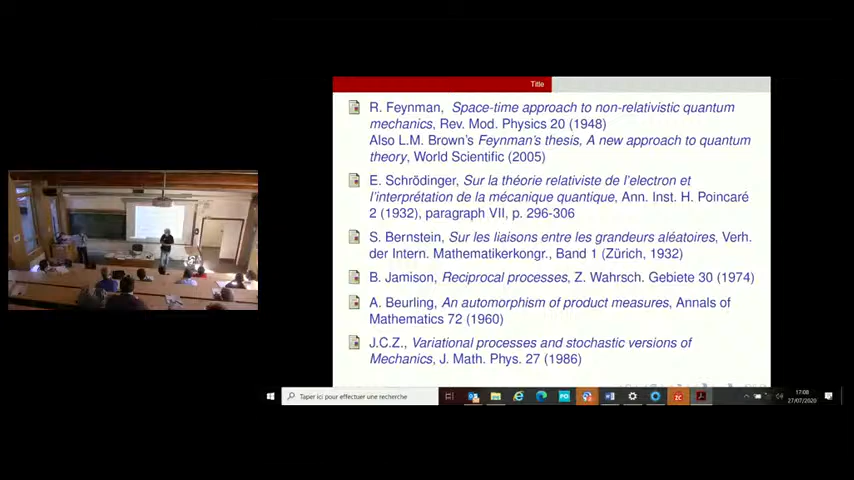 Title
R. Feynman, Space-time approach to non-relativistic quantum
mechanics, Rev. Mod. Physics 20 (1948)
Also L.M. Brown's Feynman's thesis, A new approach to quantum
theory, World Scientific (2005)
E. Schrödinger, Sur la théorie relativiste de l'electron et
l'interprétation de la mécanique quantique, Ann. Inst. H. Poincaré
2 (1932), paragraph VII, p. 296-306
S. Bernstein, Sur les liaisons entre les grandeurs aléatoires, Verh.
der Intern. Mathematikerkongr., Band 1 (Zürich, 1932)
B. Jamison, Reciprocal processes, Z. Wahrsch. Gebiete 30 (1974)
A. Beurling, An automorphism of product measures, Annals of
Mathematics 72 (1960)
J.C.Z., Variational processes and stochastic versions of
Mechanics, J. Math. Phys. 27 (1986)
Taper ici pour effectuer une recherche
17:08
27/07/2020